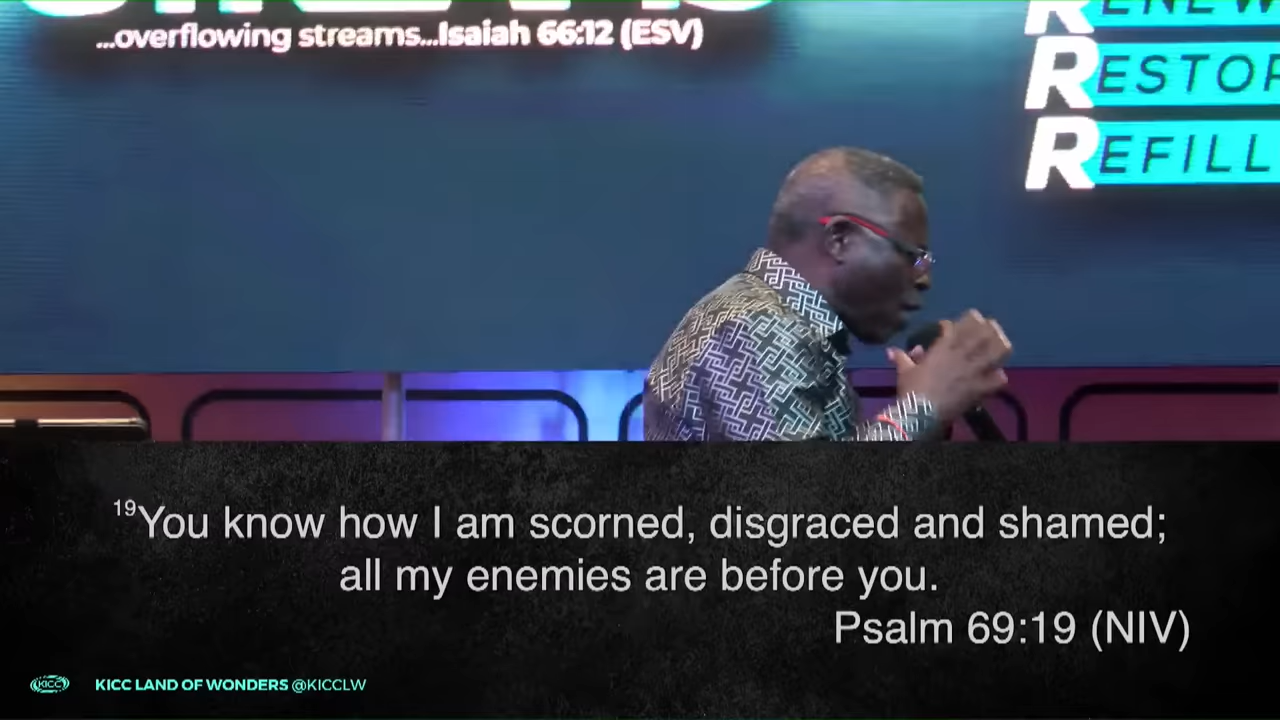 ...overflowing streams...Isaiah 66:12 (ESV)
RENEW
RESTOR
REFILL
19You know how I am scorned, disgraced and shamed;
all my enemies are before you.
Psalm 69:19 (NIV)
KICC KICC LAND OF WONDERS @KICCLW